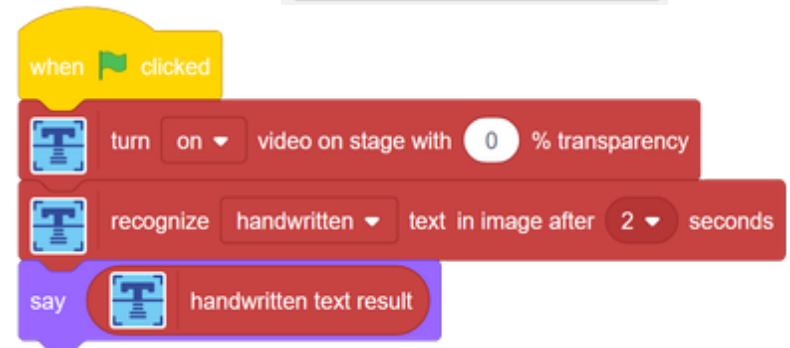 when clicked
turn on video on stage with 0 % transparency
recognize handwritten text in image after 2 seconds
say handwritten text result